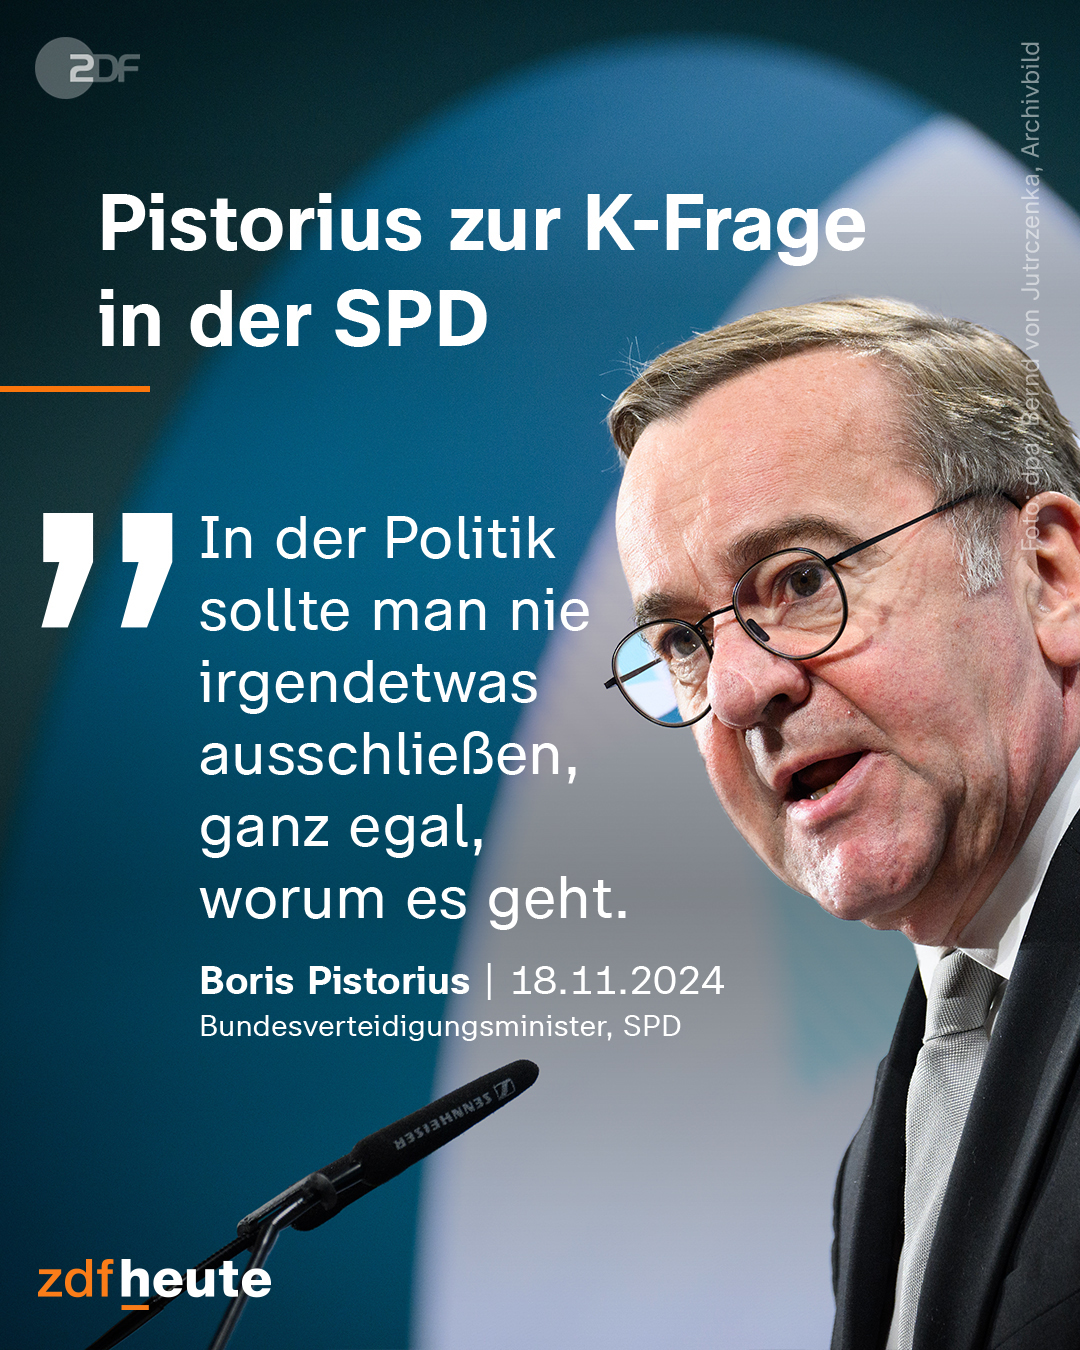 ZDF
Foto: dpa/Bernd von Jutrczenka, Archivbild
Pistorius zur K-Frage
in der SPD
”In der Politik
sollte man nie
irgendetwas
ausschließen,
ganz egal,
worum es geht.
Boris Pistorius | 18.11.2024
Bundesverteidigungsminister, SPD
SENNHEISER
zdfheute